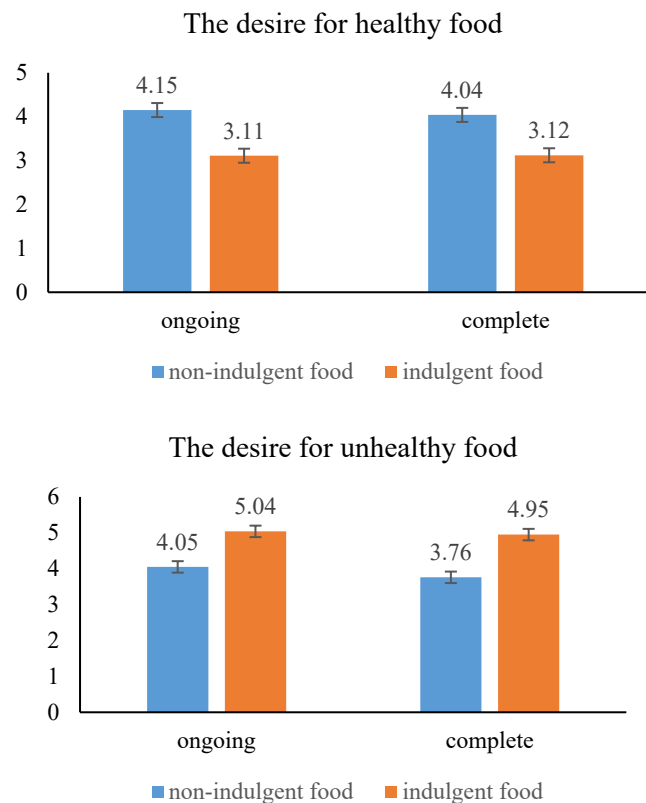 The desire for healthy food
5
4
3
2
1
0
4.15
3.11
4.04
3.12
ongoing
complete
non-indulgent food
indulgent food
The desire for unhealthy food
6
5
4
3
2
1
0
4.05
5.04
3.76
4.95
ongoing
complete
non-indulgent food
indulgent food